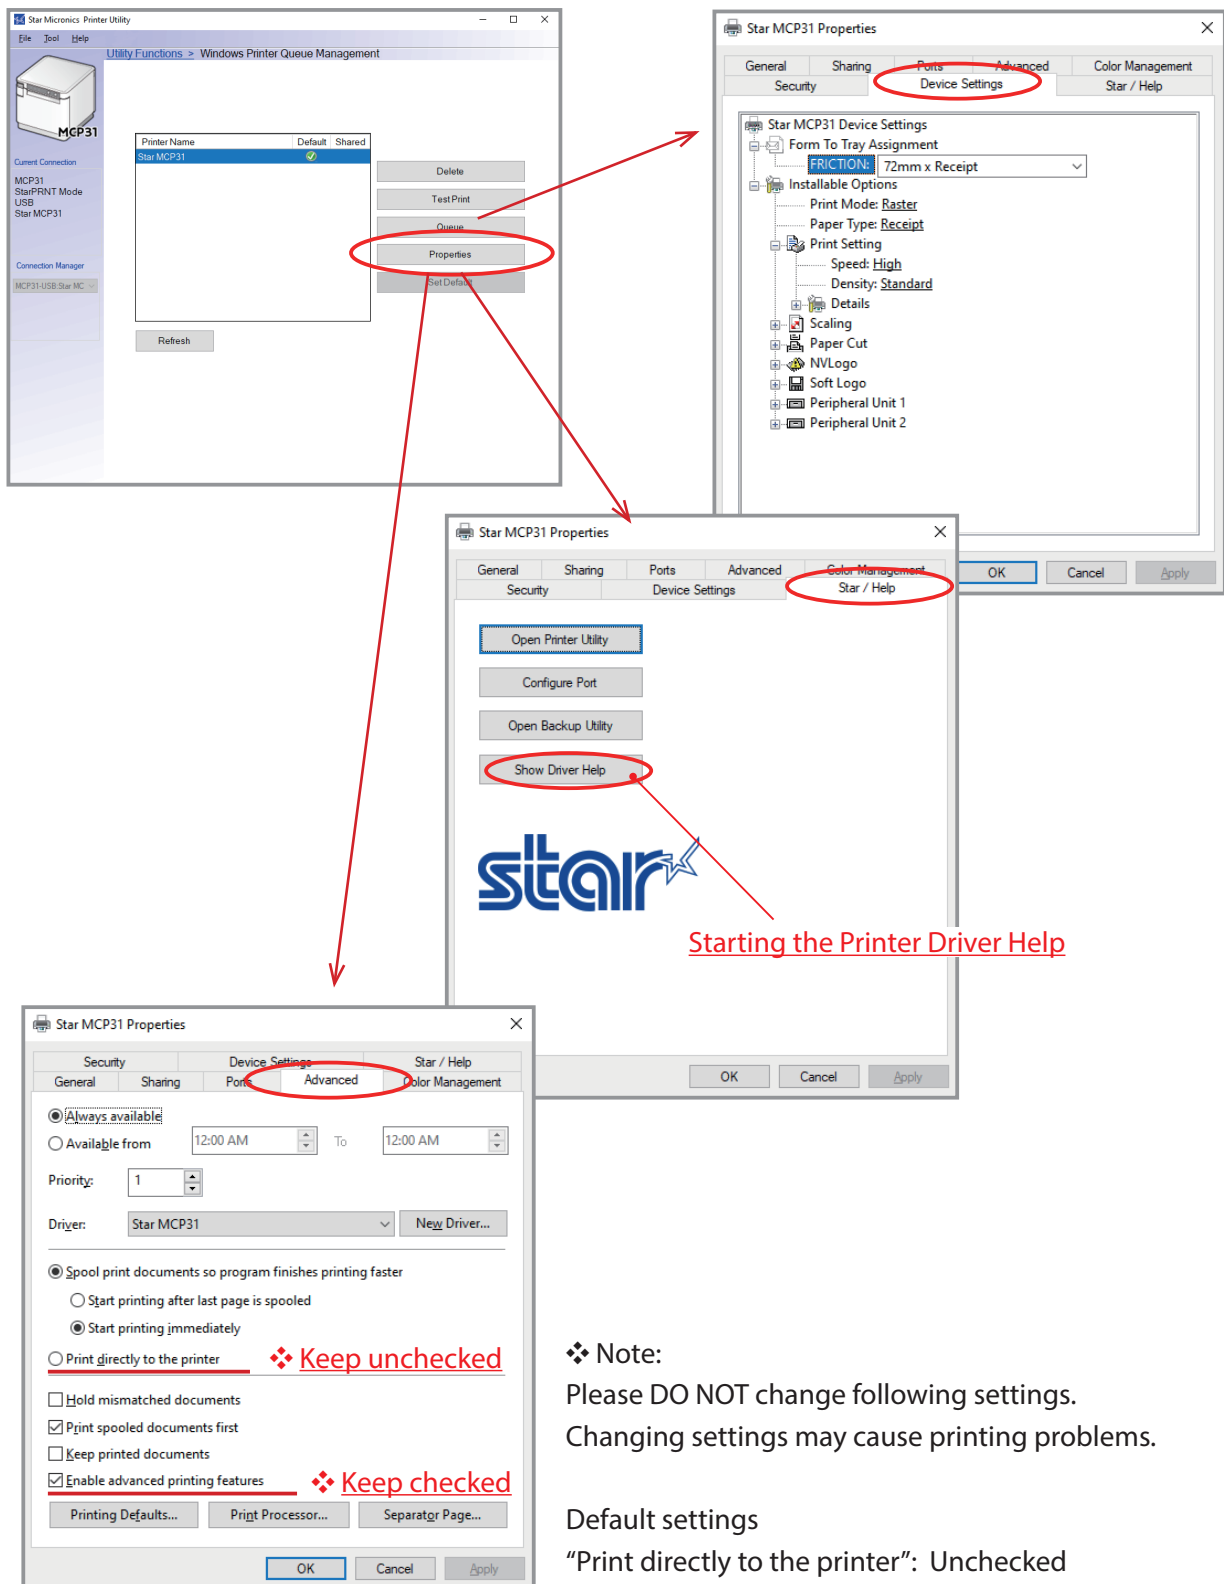 Star Micronics Printer Utility
File Tool Help
Utility Functions > Windows Printer Queue Management
MCP31
Current Connection
MCP31
StarPRNT Mode
USB
Star MCP31
Connection Manager
MCP31-USB:Star MC
Printer Name Default Shared
Star MCP31
Delete
Test Print
Queue
Properties
Set Default
Refresh
Star MCP31 Properties
General Sharing Ports Advanced Color Management
Security Device Settings Star / Help
Star MCP31 Device Settings
Form To Tray Assignment
FRICTION: 72mm x Receipt
Installable Options
Print Mode: Raster
Paper Type: Receipt
Print Setting
Speed: High
Density: Standard
Details
Scaling
Paper Cut
NVLogo
Soft Logo
Peripheral Unit 1
Peripheral Unit 2
OK Cancel Apply
Star MCP31 Properties
General Sharing Ports Advanced Color Management
Security Device Settings Star / Help
Open Printer Utility
Configure Port
Open Backup Utility
Show Driver Help
star
Starting the Printer Driver Help
OK Cancel Apply
Star MCP31 Properties
Security Device Settings Star / Help
General Sharing Ports Advanced Color Management
Always available
Available from 12:00 AM To 12:00 AM
Priority: 1
Driver: Star MCP31 New Driver...
Spool print documents so program finishes printing faster
Start printing after last page is spooled
Start printing immediately
Print directly to the printer ❖ Keep unchecked
Hold mismatched documents
Print spooled documents first
Keep printed documents
Enable advanced printing features ❖ Keep checked
Printing Defaults... Print Processor... Separator Page...
OK Cancel Apply
❖ Note:
Please DO NOT change following settings.
Changing settings may cause printing problems.
Default settings
“Print directly to the printer”: Unchecked